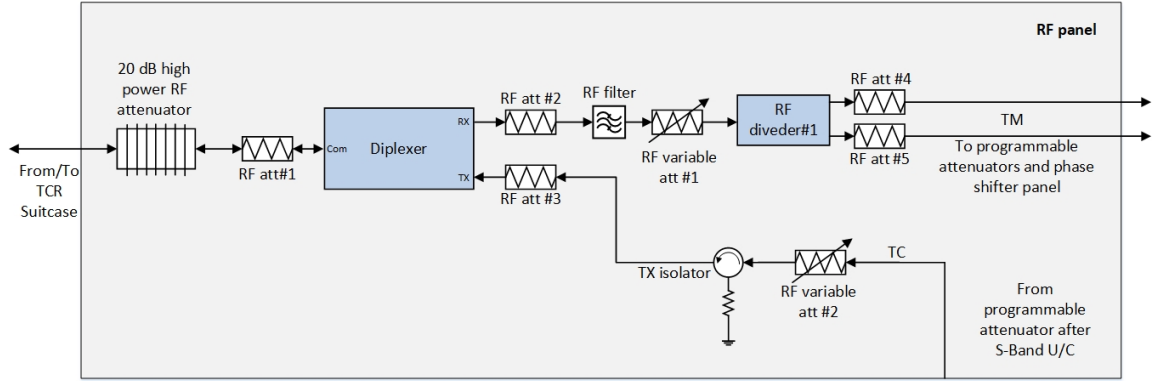 RF panel
20 dB high
power RF
attenuator
RF att #4
RF att #2
RF filter
RX
RF
diveder#1
TM
Com
Diplexer
RF att#1
RF variable
att #1
RF att #5
To programmable
attenuators and phase
shifter panel
From/To
TCR
Suitcase
TX
RF att #3
TC
TX isolator
RF variable
att #2
From
programmable
attenuator after
S-Band U/C